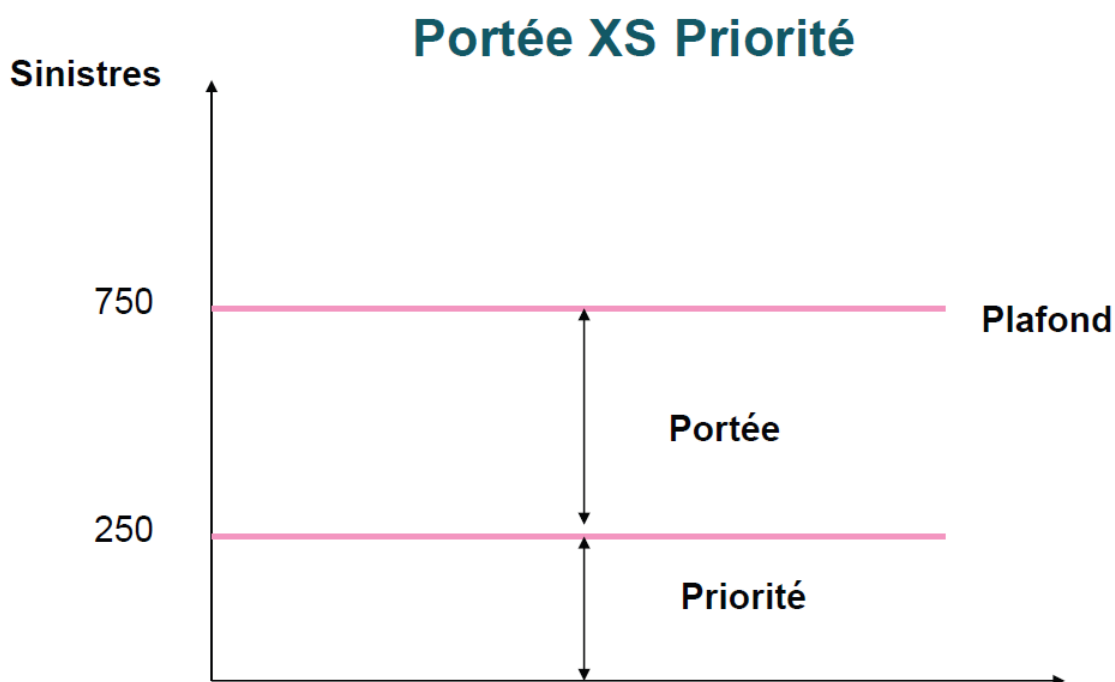 Portée XS Priorité
Sinistres
750
Plafond
Portée
250
Priorité